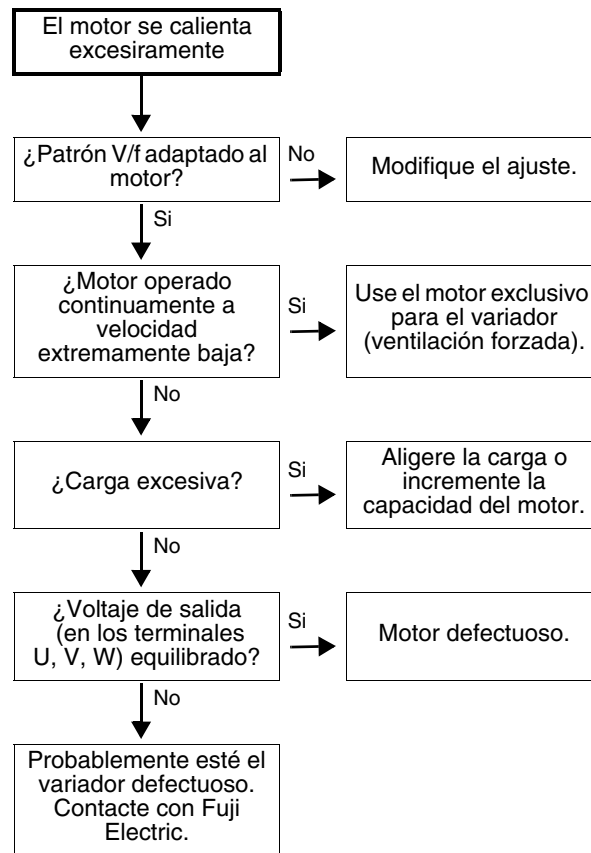 El motor se calienta
excesiramente
¿Patrón V/f adaptado al
motor?
No
Modifique el ajuste.
Si
¿Motor operado
continuamente a
velocidad
extremamente baja?
Si
Use el motor exclusivo
para el variador
(ventilación forzada).
No
¿Carga excesiva?
Si
Aligere la carga o
incremente la
capacidad del motor.
No
¿Voltaje de salida
(en los terminales
U, V, W) equilibrado?
Si
Motor defectuoso.
No
Probablemente esté el
variador defectuoso.
Contacte con Fuji
Electric.